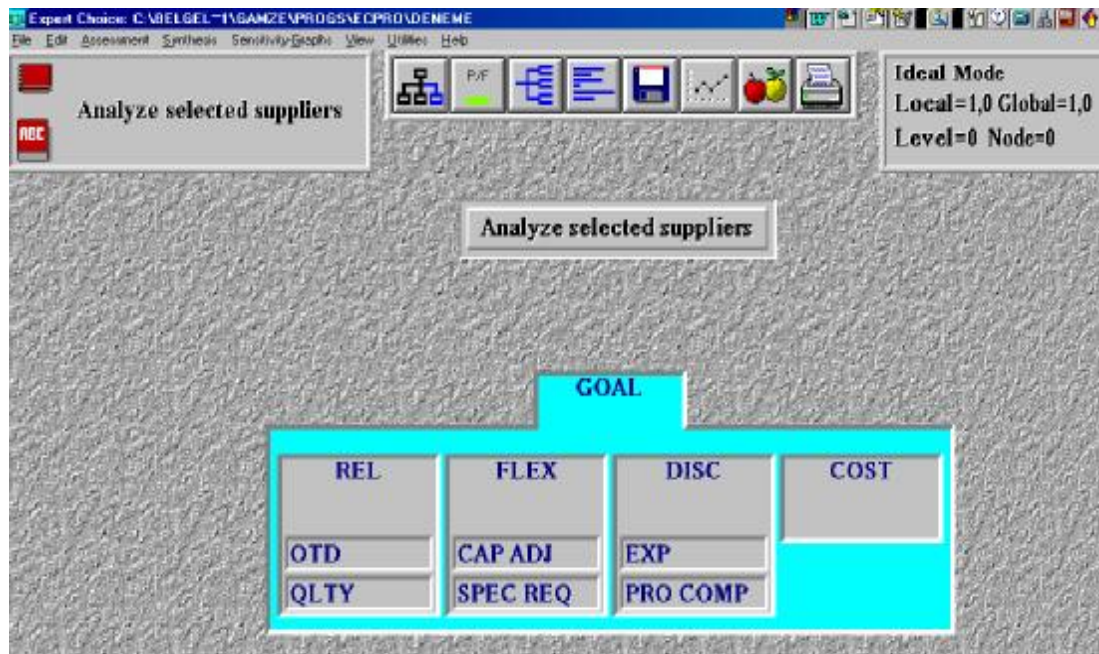 Expert Choice: C:\BELGEL~1\GAMZE\PROGS\ECPRO\DENEME
File Edit Assessment Synthesis Sensitivity-Graphs View Utilities Help
Analyze selected suppliers
ABC
P/F
Ideal Mode
Local=1,0 Global=1,0
Level=0 Node=0
Analyze selected suppliers
GOAL
REL FLEX DISC COST
OTD CAP ADJ EXP
QLTY SPEC REQ PRO COMP